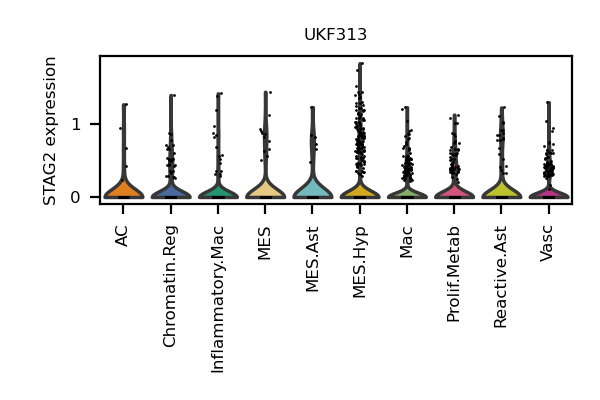 UKF313
STAG2 expression
1
0
AC
Chromatin.Reg
Inflammatory.Mac
MES
MES.Ast
MES.Hyp
Mac
Prolif.Metab
Reactive.Ast
Vasc